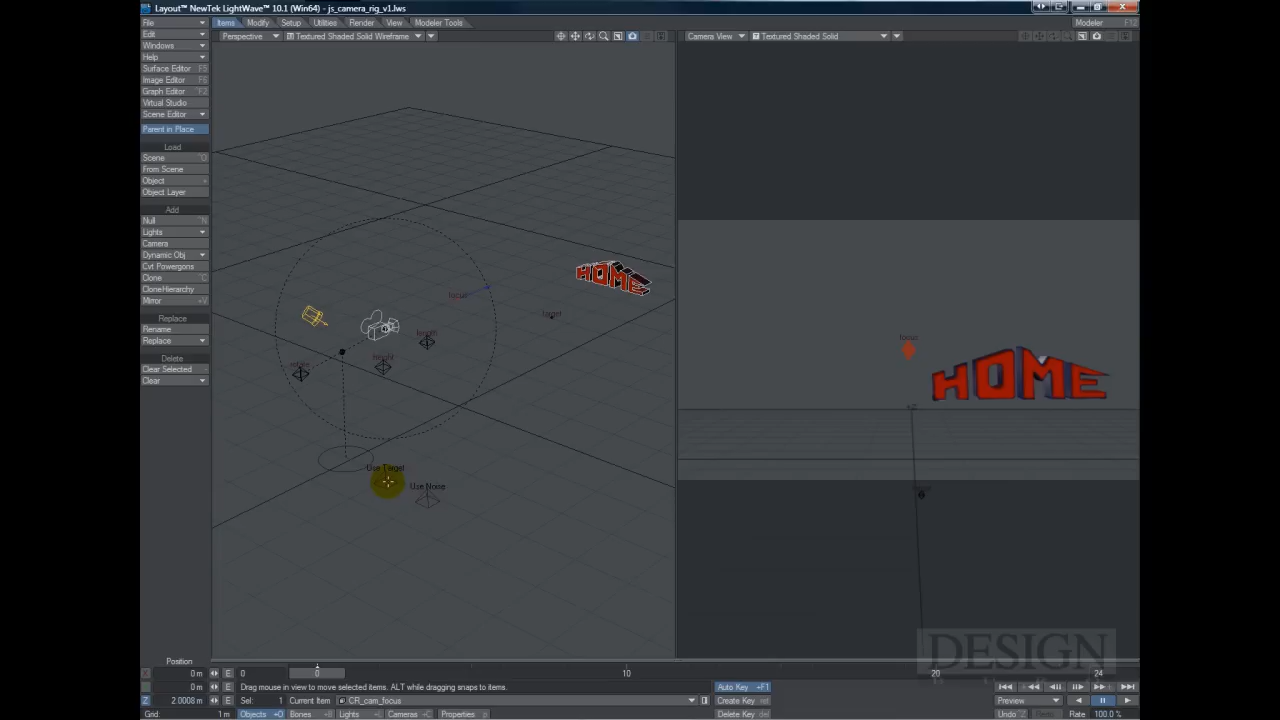 Layout™ NewTek LightWave™ 10.1 (Win64) - js_camera_rig_v1.lws
File
Items Modify Setup Utilities Render View Modeler Tools
Modeler F12
Edit
Perspective Textured Shaded Solid Wireframe
Camera View Textured Shaded Solid
Windows
Help
Surface Editor F5
Image Editor F6
Graph Editor F2
Virtual Studio
Scene Editor
Parent in Place
Load
Scene ^O
From Scene
Object +
Object Layer
Add
Null ^N
Lights
Camera
Dynamic Obj
Cvt Powergons
Clone ^C
CloneHierarchy
Mirror +V
Replace
Rename
Replace
Delete
Clear Selected -
Clear
HOME
focus
target
length
height
Use Target
Use None
focus
HOME
DESIGN
Position
X 0 m E 0 0 10 20 24
0 m E Drag mouse in view to move selected items. ALT while dragging snaps to items.
Auto Key +F1
Z 2.0008 m E Sel: 1 Current Item CR_cam_focus
Create Key ret
Preview
Grid: 1 m Objects +O Bones +B Lights +L Cameras +C Properties p
Delete Key del
Undo ^Z Rate 100.0 %